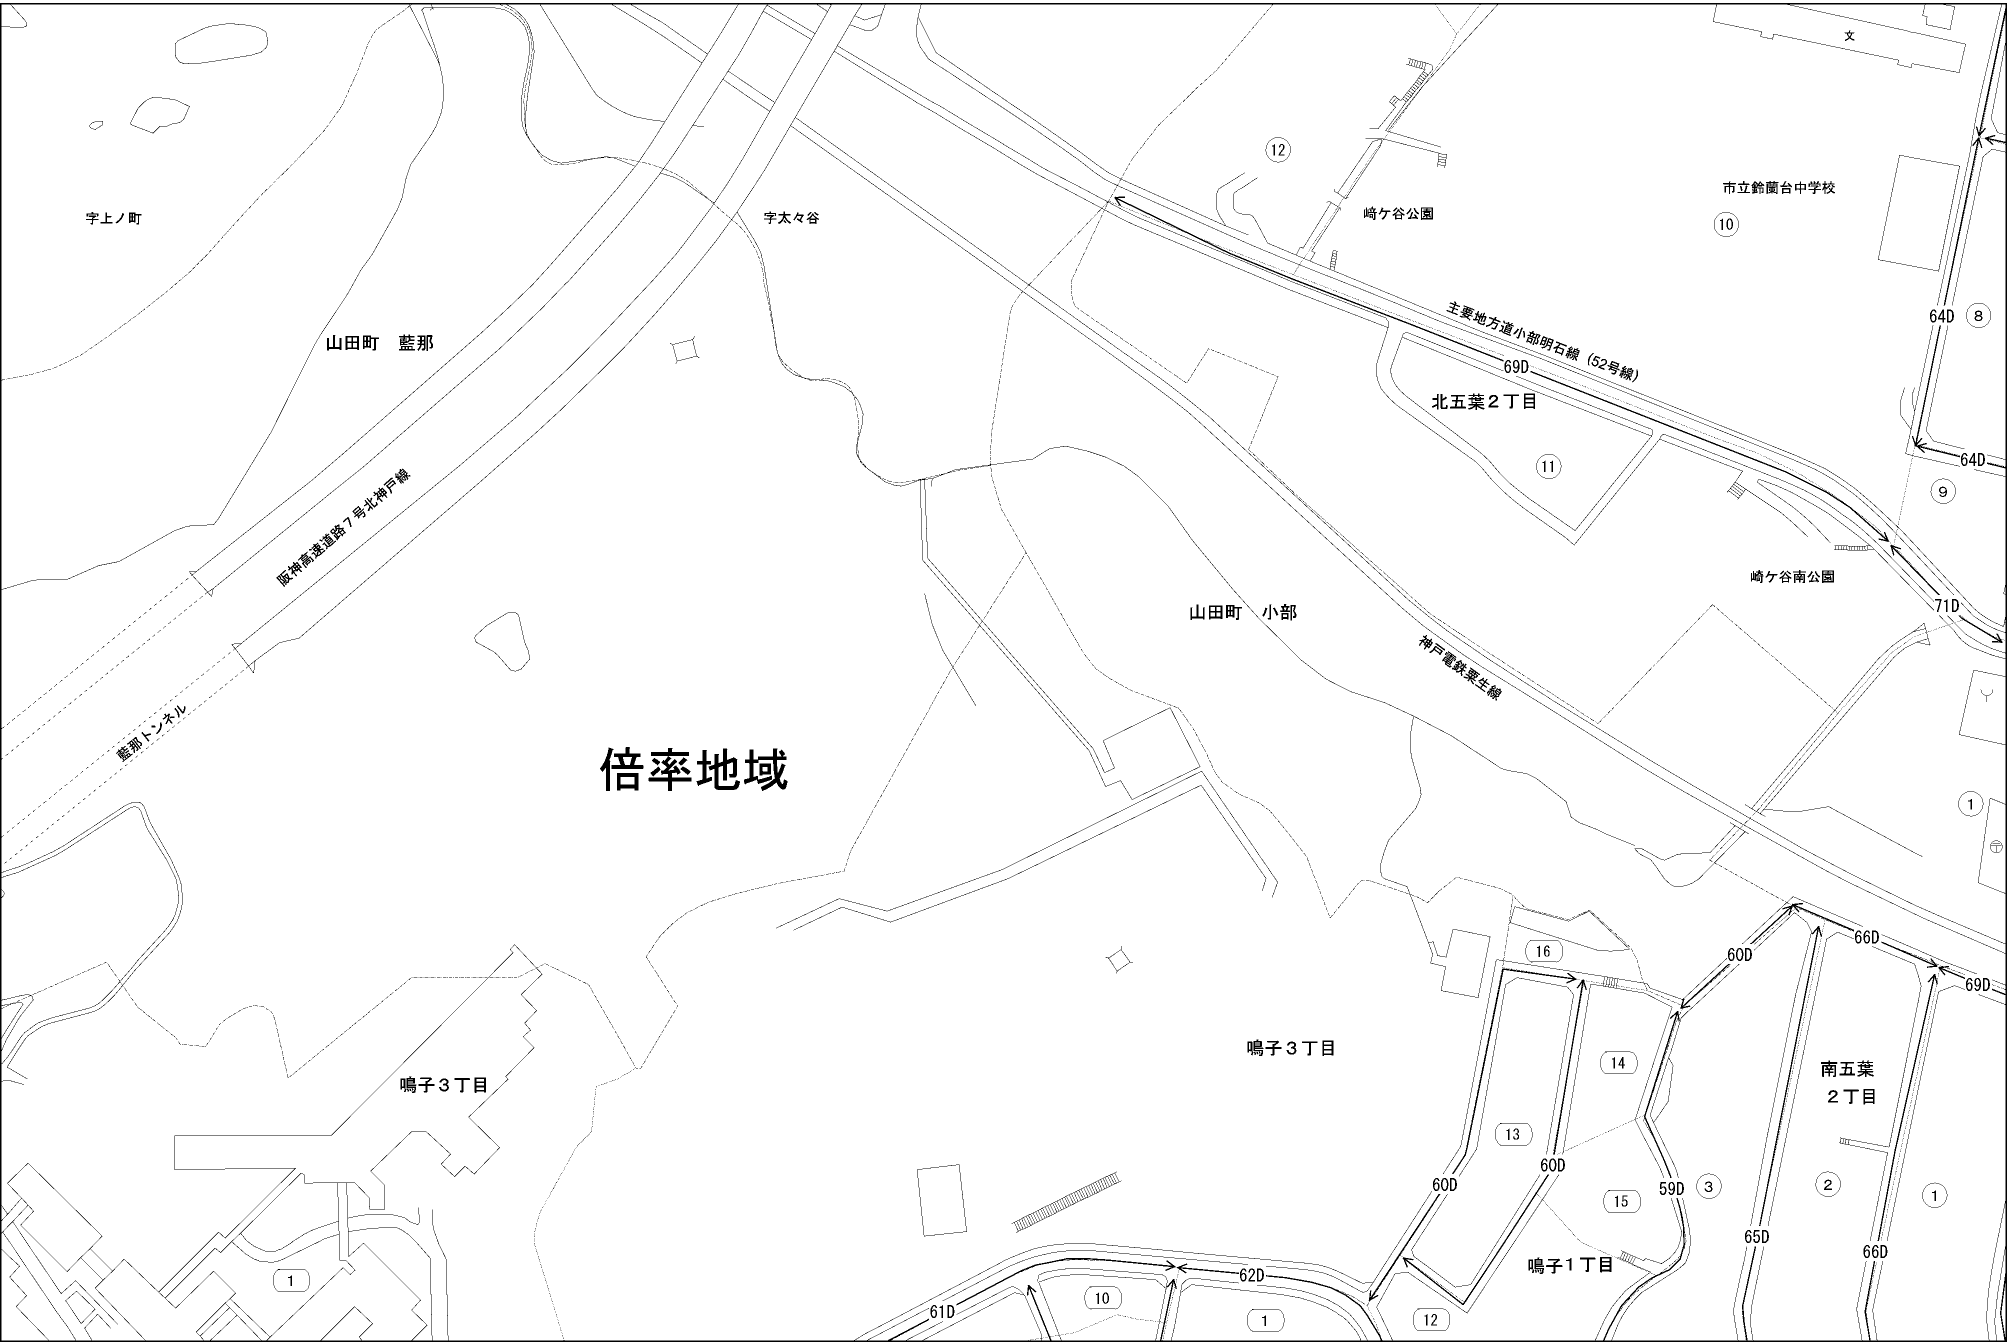 文
12
市立鈴蘭台中学校
﨑ケ谷公園
10
字上ノ町
字太々谷
64D
8
主要地方道小部明石線（52号線）
山田町　藍那
69D
北五葉２丁目
64D
11
9
阪神高速道路７号北神戸線
崎ケ谷南公園
71D
山田町　小部
神戸電鉄粟生線
藍那トンネル
倍率地域
1
〒
66D
16
60D
69D
鳴子３丁目
14
南五葉
２丁目
鳴子３丁目
13
60D
60D
59D
3
2
1
15
65D
66D
鳴子１丁目
1
62D
10
61D
1
12